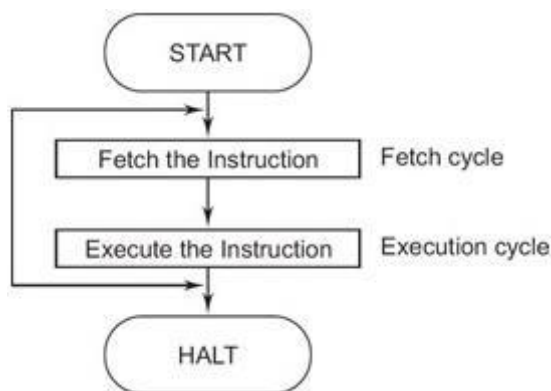 START
Fetch the Instruction
Fetch cycle
Execute the Instruction
Execution cycle
HALT